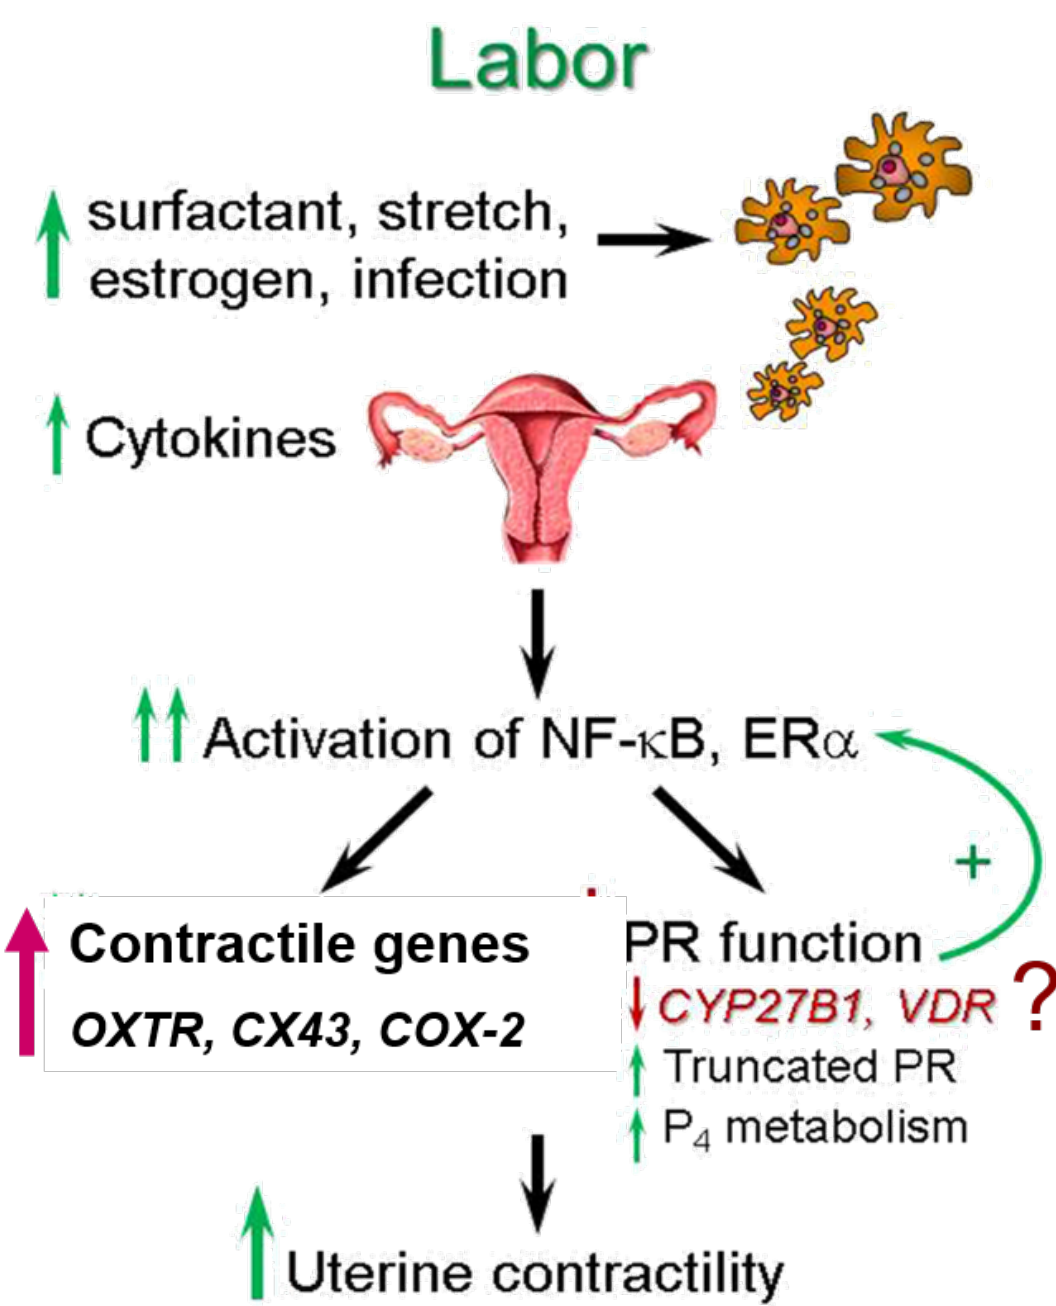 Labor
surfactant, stretch,
estrogen, infection
Cytokines
Activation of NF-κB, ERα
+
Contractile genes
OXTR, CX43, COX-2
PR function
CYP27B1, VDR ?
Truncated PR
P₄ metabolism
Uterine contractility